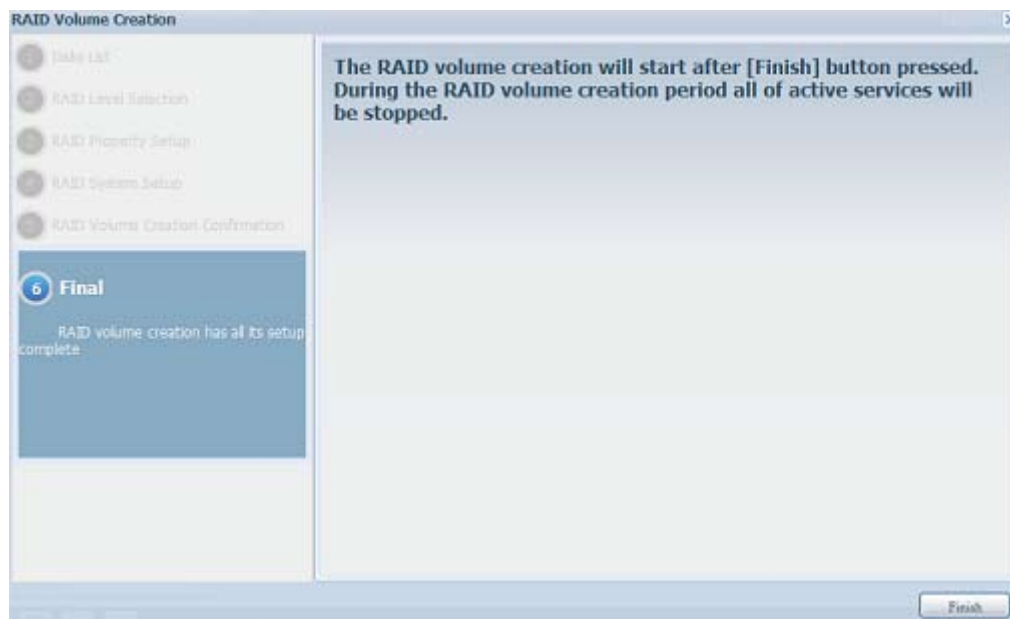 RAID Volume Creation
Disks List
RAID Level Selection
RAID Property Setup
RAID System Setup
RAID Volume Creation Confirmation
6 Final
RAID volume creation has all its setup
complete
The RAID volume creation will start after [Finish] button pressed.
During the RAID volume creation period all of active services will
be stopped.
Finish